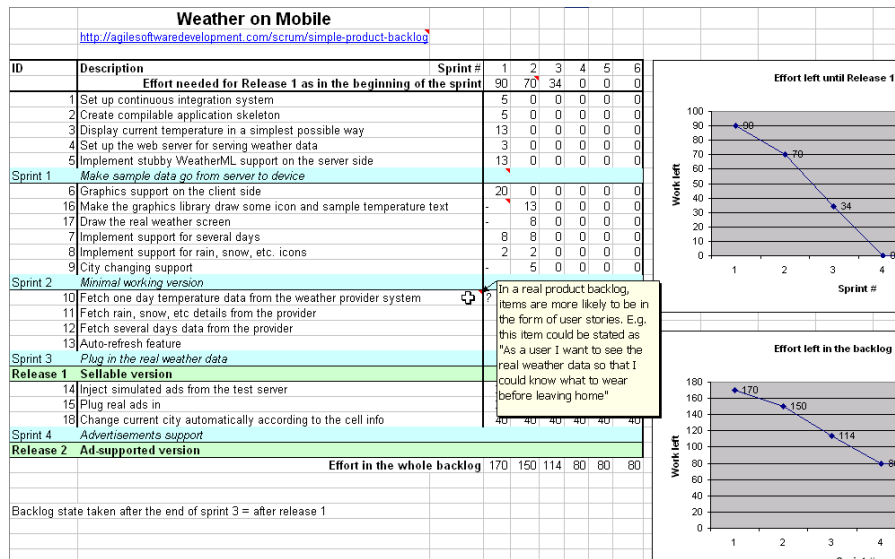 Weather on Mobile
http://agilesoftwaredevelopment.com/scrum/simple-product-backlog
ID Description Sprint # 1 2 3 4 5 6
Effort needed for Release 1 as in the beginning of the sprint 90 70 34 0 0 0
1 Set up continuous integration system 5 0 0 0 0 0
2 Create compilable application skeleton 5 0 0 0 0 0
3 Display current temperature in a simplest possible way 13 0 0 0 0 0
4 Set up the web server for serving weather data 3 0 0 0 0 0
5 Implement stubby WeatherML support on the server side 13 0 0 0 0 0
Sprint 1 Make sample data go from server to device
6 Graphics support on the client side 20 0 0 0 0 0
16 Make the graphics library draw some icon and sample temperature text - 13 0 0 0 0
17 Draw the real weather screen - 8 0 0 0 0
7 Implement support for several days 8 8 0 0 0 0
8 Implement support for rain, snow, etc. icons 2 2 0 0 0 0
9 City changing support - 5 0 0 0 0
Sprint 2 Minimal working version
10 Fetch one day temperature data from the weather provider system ?
11 Fetch rain, snow, etc details from the provider
12 Fetch several days data from the provider
13 Auto-refresh feature
Sprint 3 Plug in the real weather data
Release 1 Sellable version
14 Inject simulated ads from the test server
15 Plug real ads in
18 Change current city automatically according to the cell info 40 40 40 40 40 40
Sprint 4 Advertisements support
Release 2 Ad-supported version
Effort in the whole backlog 170 150 114 80 80 80
Backlog state taken after the end of sprint 3 = after release 1
In a real product backlog,
items are more likely to be in
the form of user stories. E.g.
this item could be stated as
"As a user I want to see the
real weather data so that I
could know what to wear
before leaving home"
Effort left until Release 1
Work left
100
90
80
70
60
50
40
30
20
10
0
90
70
34
0
1 2 3 4
Sprint #
Effort left in the backlog
Work left
180
160
140
120
100
80
60
40
20
0
170
150
114
1 2 3 4